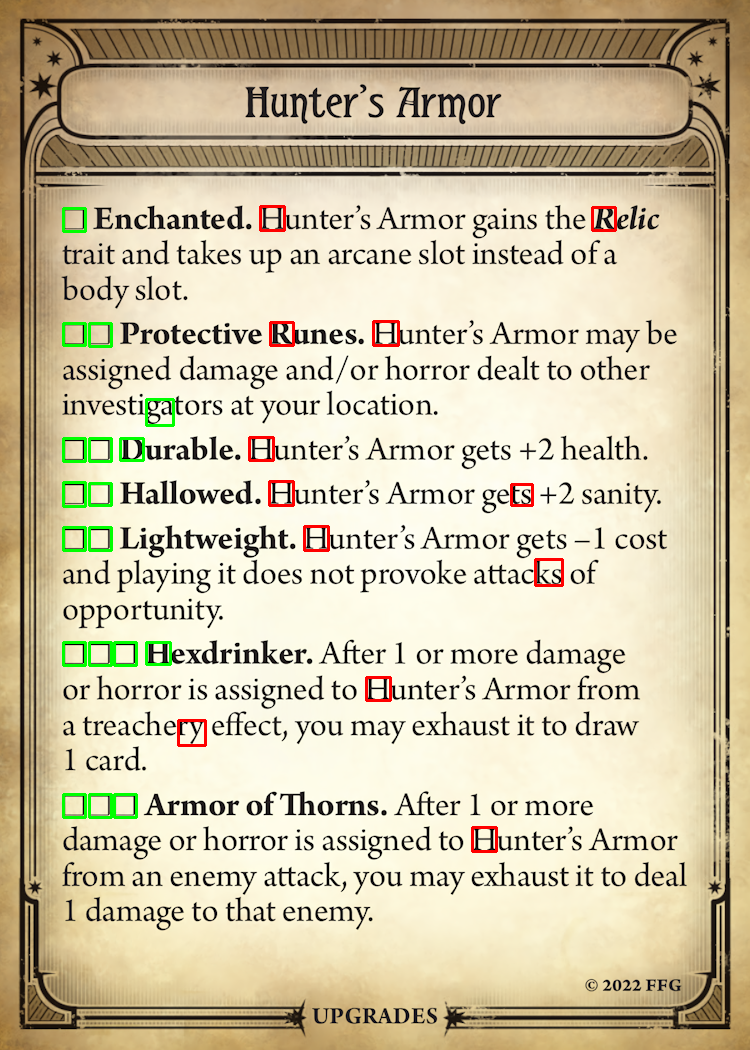 Hunter's Armor
☐ Enchanted. Hunter's Armor gains the Relic
trait and takes up an arcane slot instead of a
body slot.
☐☐ Protective Runes. Hunter's Armor may be
assigned damage and/or horror dealt to other
investigators at your location.
☐☐ Durable. Hunter's Armor gets +2 health.
☐☐ Hallowed. Hunter's Armor gets +2 sanity.
☐☐ Lightweight. Hunter's Armor gets –1 cost
and playing it does not provoke attacks of
opportunity.
☐☐☐ Hexdrinker. After 1 or more damage
or horror is assigned to Hunter's Armor from
a treachery effect, you may exhaust it to draw
1 card.
☐☐☐ Armor of Thorns. After 1 or more
damage or horror is assigned to Hunter's Armor
from an enemy attack, you may exhaust it to deal
1 damage to that enemy.
© 2022 FFG
UPGRADES